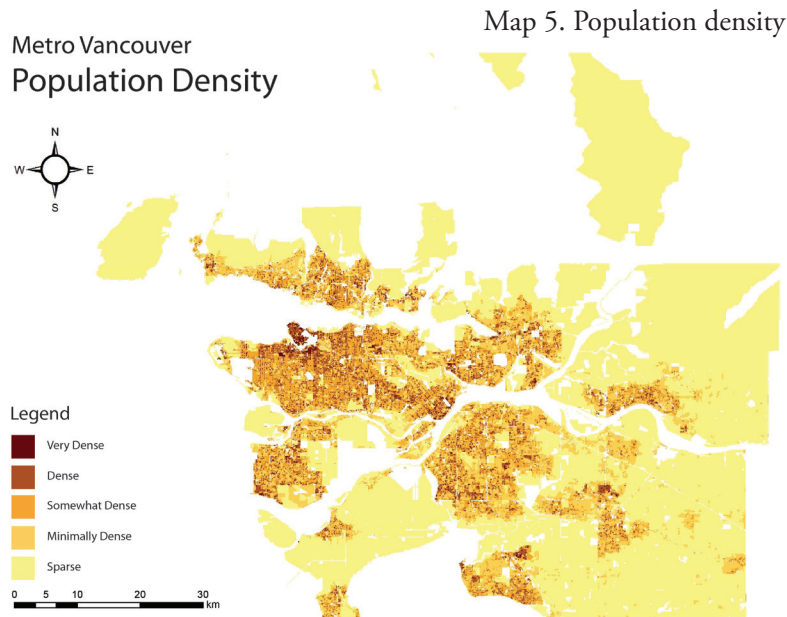 Map 5. Population density
Metro Vancouver
Population Density
N
W E
S
Legend
Very Dense
Dense
Somewhat Dense
Minimally Dense
Sparse
0 5 10 20 30
km